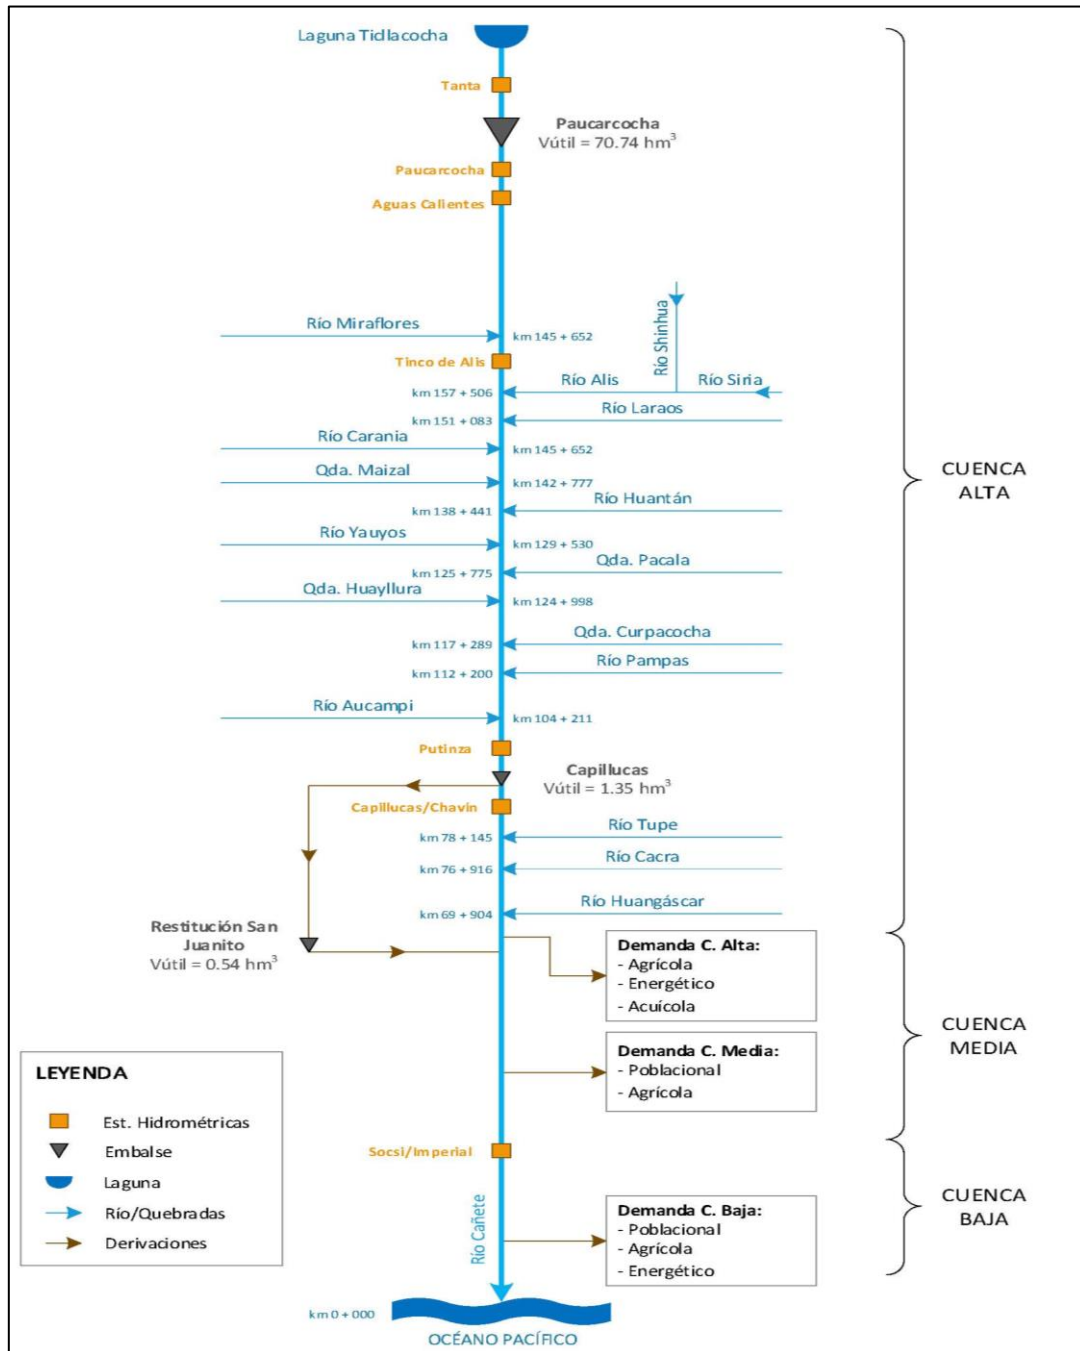 Laguna Ticllacocha
Tanta
Paucarcocha
Vútil = 70.74 hm³
Paucarcocha
Aguas Calientes
Río Shinhua
Río Miraflores
km 145 + 652
Tinco de Alis
Río Alis
Río Siria
km 157 + 506
Río Laraos
km 151 + 083
Río Carania
km 145 + 652
Qda. Maizal
km 142 + 777
Río Huantán
km 138 + 441
Río Yauyos
km 129 + 530
Qda. Pacala
km 125 + 775
Qda. Huayllura
km 124 + 998
Qda. Curpacocha
km 117 + 289
Río Pampas
km 112 + 200
Río Aucampi
km 104 + 211
Putinza
Capillucas
Vútil = 1.35 hm³
Capillucas/Chavín
Río Tupe
km 78 + 145
Río Cacra
km 76 + 916
Río Huangáscar
km 69 + 904
Restitución San
Juanito
Vútil = 0.54 hm³
Demanda C. Alta:
- Agrícola
- Energético
- Acuícola
Demanda C. Media:
- Poblacional
- Agrícola
Socsi/Imperial
Río Cañete
Demanda C. Baja:
- Poblacional
- Agrícola
- Energético
km 0 + 000
OCÉANO PACÍFICO
CUENCA
ALTA
CUENCA
MEDIA
CUENCA
BAJA
LEYENDA
Est. Hidrométricas
Embalse
Laguna
Río/Quebradas
Derivaciones